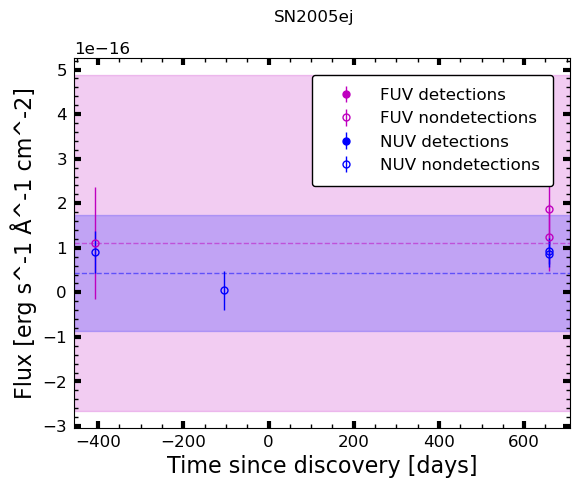 SN2005ej
1e−16
5
4
3
2
1
0
−1
−2
−3
Flux [erg s^-1 Å^-1 cm^-2]
FUV detections
FUV nondetections
NUV detections
NUV nondetections
−400 −200 0 200 400 600
Time since discovery [days]